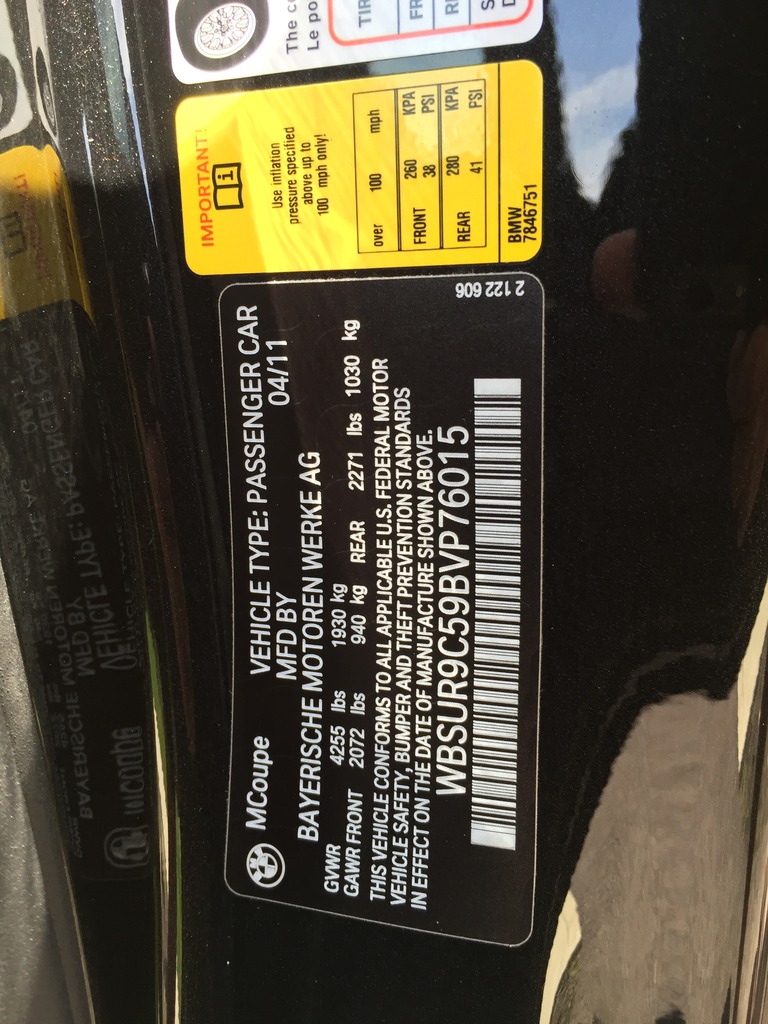 MCoupe VEHICLE TYPE: PASSENGER CAR
MFD BY 04/11
BAYERISCHE MOTOREN WERKE AG
GVWR 4255 lbs 1930 kg
GAWR FRONT 2072 lbs 940 kg REAR 2271 lbs 1030 kg
THIS VEHICLE CONFORMS TO ALL APPLICABLE U.S. FEDERAL MOTOR
VEHICLE SAFETY, BUMPER AND THEFT PREVENTION STANDARDS
IN EFFECT ON THE DATE OF MANUFACTURE SHOWN ABOVE.
WBSUR9C59BVP76015
2 122 606
IMPORTANT!
Use inflation
pressure specified
above up to
100 mph only!
over 100 mph
FRONT 260 KPA
38 PSI
REAR 280 KPA
41 PSI
BMW
7846751
The
Le